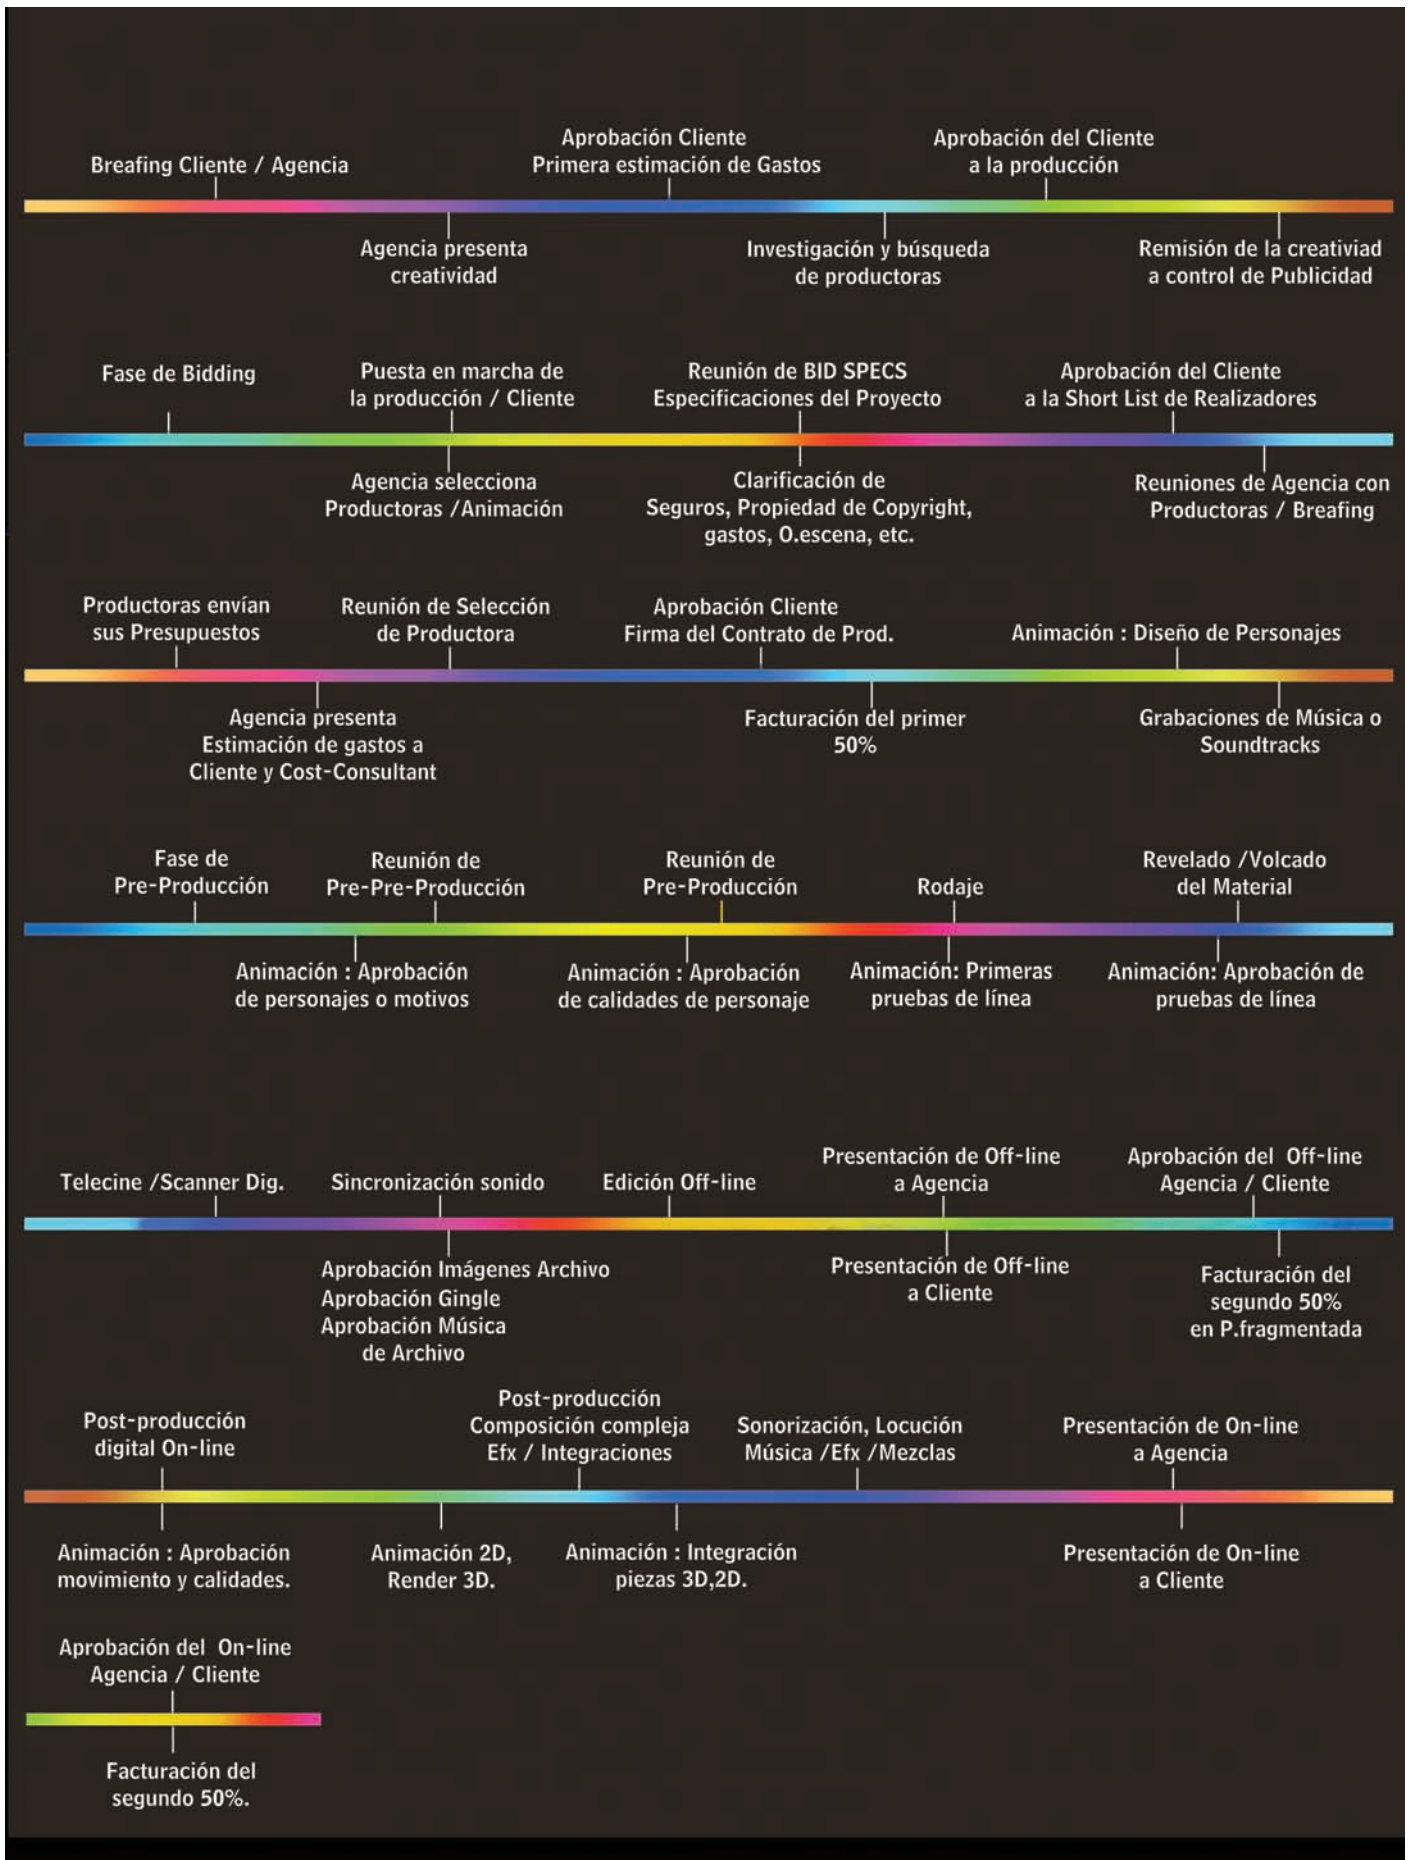 Breafing Cliente / Agencia
Aprobación Cliente
Primera estimación de Gastos
Aprobación del Cliente
a la producción
Agencia presenta
creatividad
Investigación y búsqueda
de productoras
Remisión de la creativiad
a control de Publicidad
Fase de Bidding
Puesta en marcha de
la producción / Cliente
Reunión de BID SPECS
Especificaciones del Proyecto
Aprobación del Cliente
a la Short List de Realizadores
Agencia selecciona
Productoras /Animación
Clarificación de
Seguros, Propiedad de Copyright,
gastos, O.escena, etc.
Reuniones de Agencia con
Productoras / Breafing
Productoras envían
sus Presupuestos
Reunión de Selección
de Productora
Aprobación Cliente
Firma del Contrato de Prod.
Animación : Diseño de Personajes
Agencia presenta
Estimación de gastos a
Cliente y Cost-Consultant
Facturación del primer
50%
Grabaciones de Música o
Soundtracks
Fase de
Pre-Producción
Reunión de
Pre-Pre-Producción
Reunión de
Pre-Producción
Rodaje
Revelado /Volcado
del Material
Animación : Aprobación
de personajes o motivos
Animación : Aprobación
de calidades de personaje
Animación: Primeras
pruebas de línea
Animación: Aprobación de
pruebas de línea
Telecine /Scanner Dig.
Sincronización sonido
Edición Off-line
Presentación de Off-line
a Agencia
Aprobación del Off-line
Agencia / Cliente
Aprobación Imágenes Archivo
Aprobación Gingle
Aprobación Música
de Archivo
Presentación de Off-line
a Cliente
Facturación del
segundo 50%
en P.fragmentada
Post-producción
digital On-line
Post-producción
Composición compleja
Efx / Integraciones
Sonorización, Locución
Música /Efx /Mezclas
Presentación de On-line
a Agencia
Animación : Aprobación
movimiento y calidades.
Animación 2D,
Render 3D.
Animación : Integración
piezas 3D,2D.
Presentación de On-line
a Cliente
Aprobación del On-line
Agencia / Cliente
Facturación del
segundo 50%.